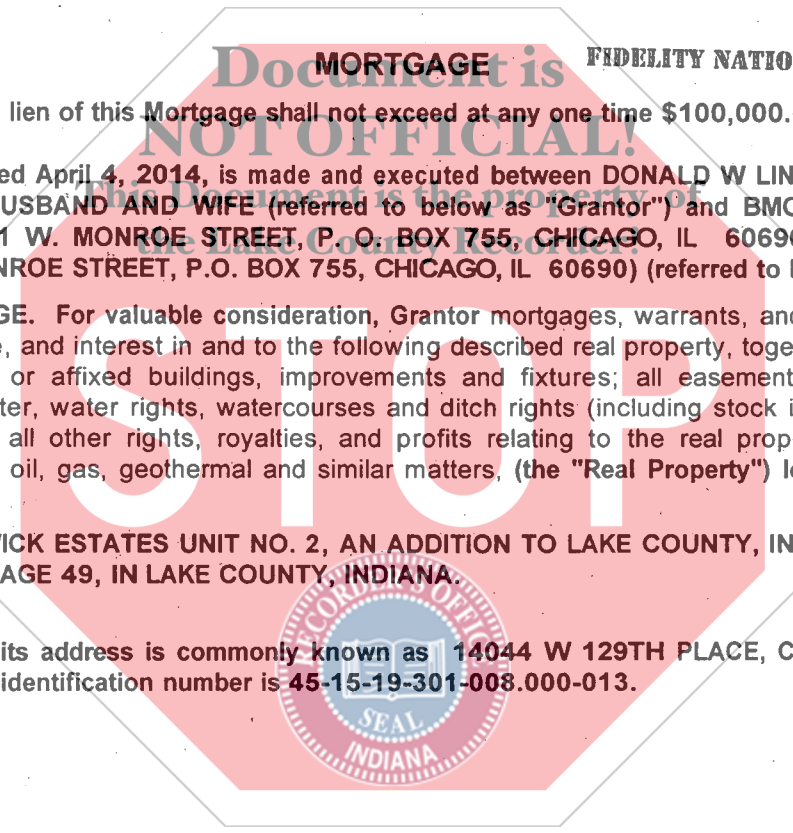 MORTGAGE FIDELITY NATIO
Document is
lien of this Mortgage shall not exceed at any one time $100,000.
NOT OFFICIAL!
ed April 4, 2014, is made and executed between DONALD W LIN
This Document is the property of
USBAND AND WIFE (referred to below as "Grantor") and BMO
the Lake County Recorder!
1 W. MONROE STREET, P. O. BOX 755, CHICAGO, IL 6069
NROE STREET, P.O. BOX 755, CHICAGO, IL 60690) (referred to
GE. For valuable consideration, Grantor mortgages, warrants, and
e, and interest in and to the following described real property, toge
or affixed buildings, improvements and fixtures; all easement
ter, water rights, watercourses and ditch rights (including stock i
all other rights, royalties, and profits relating to the real prop
oil, gas, geothermal and similar matters, (the "Real Property") l
STOP
ICK ESTATES UNIT NO. 2, AN ADDITION TO LAKE COUNTY, IN
AGE 49, IN LAKE COUNTY, INDIANA.
RECORDER'S OFFICE
its address is commonly known as 14044 W 129TH PLACE, C
identification number is 45-15-19-301-008.000-013.
SEAL
INDIANA